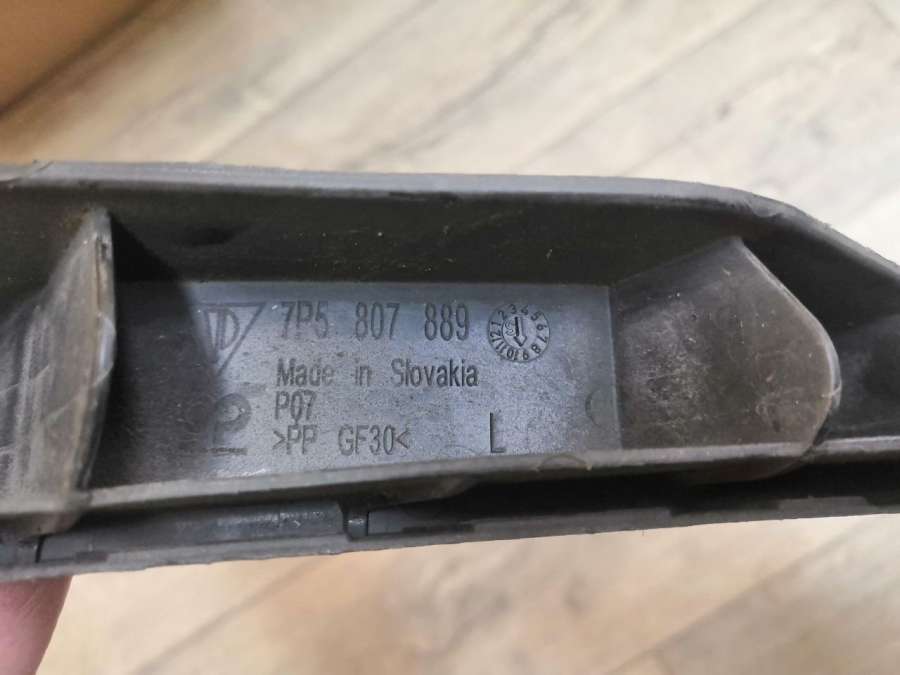 7P5 807 889
Made in Slovakia
P07
>PP GF30< L